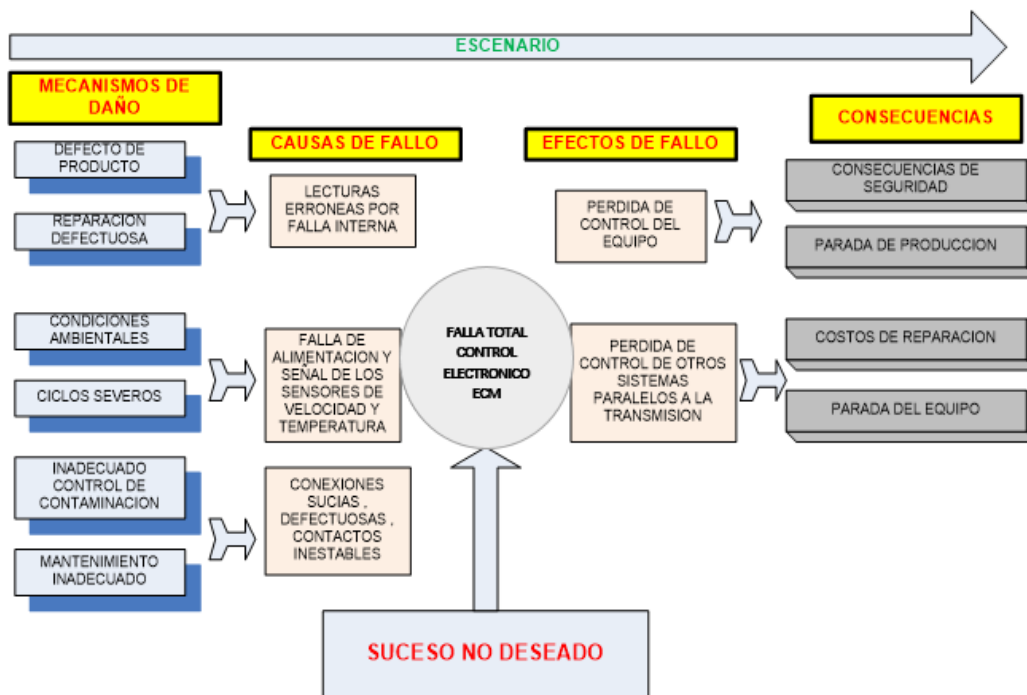 ESCENARIO
MECANISMOS DE
DAÑO
DEFECTO DE
PRODUCTO
REPARACION
DEFECTUOSA
CONDICIONES
AMBIENTALES
CICLOS SEVEROS
INADECUADO
CONTROL DE
CONTAMINACION
MANTENIMIENTO
INADECUADO
CAUSAS DE FALLO
LECTURAS
ERRONEAS POR
FALLA INTERNA
FALLA DE
ALIMENTACION Y
SEÑAL DE LOS
SENSORES DE
VELOCIDAD Y
TEMPERATURA
CONEXIONES
SUCIAS ,
DEFECTUOSAS ,
CONTACTOS
INESTABLES
FALLA TOTAL
CONTROL
ELECTRONICO
ECM
SUCESO NO DESEADO
EFECTOS DE FALLO
PERDIDA DE
CONTROL DEL
EQUIPO
PERDIDA DE
CONTROL DE OTROS
SISTEMAS
PARALELOS A LA
TRANSMISION
CONSECUENCIAS
CONSECUENCIAS DE
SEGURIDAD
PARADA DE PRODUCCION
COSTOS DE REPARACION
PARADA DEL EQUIPO